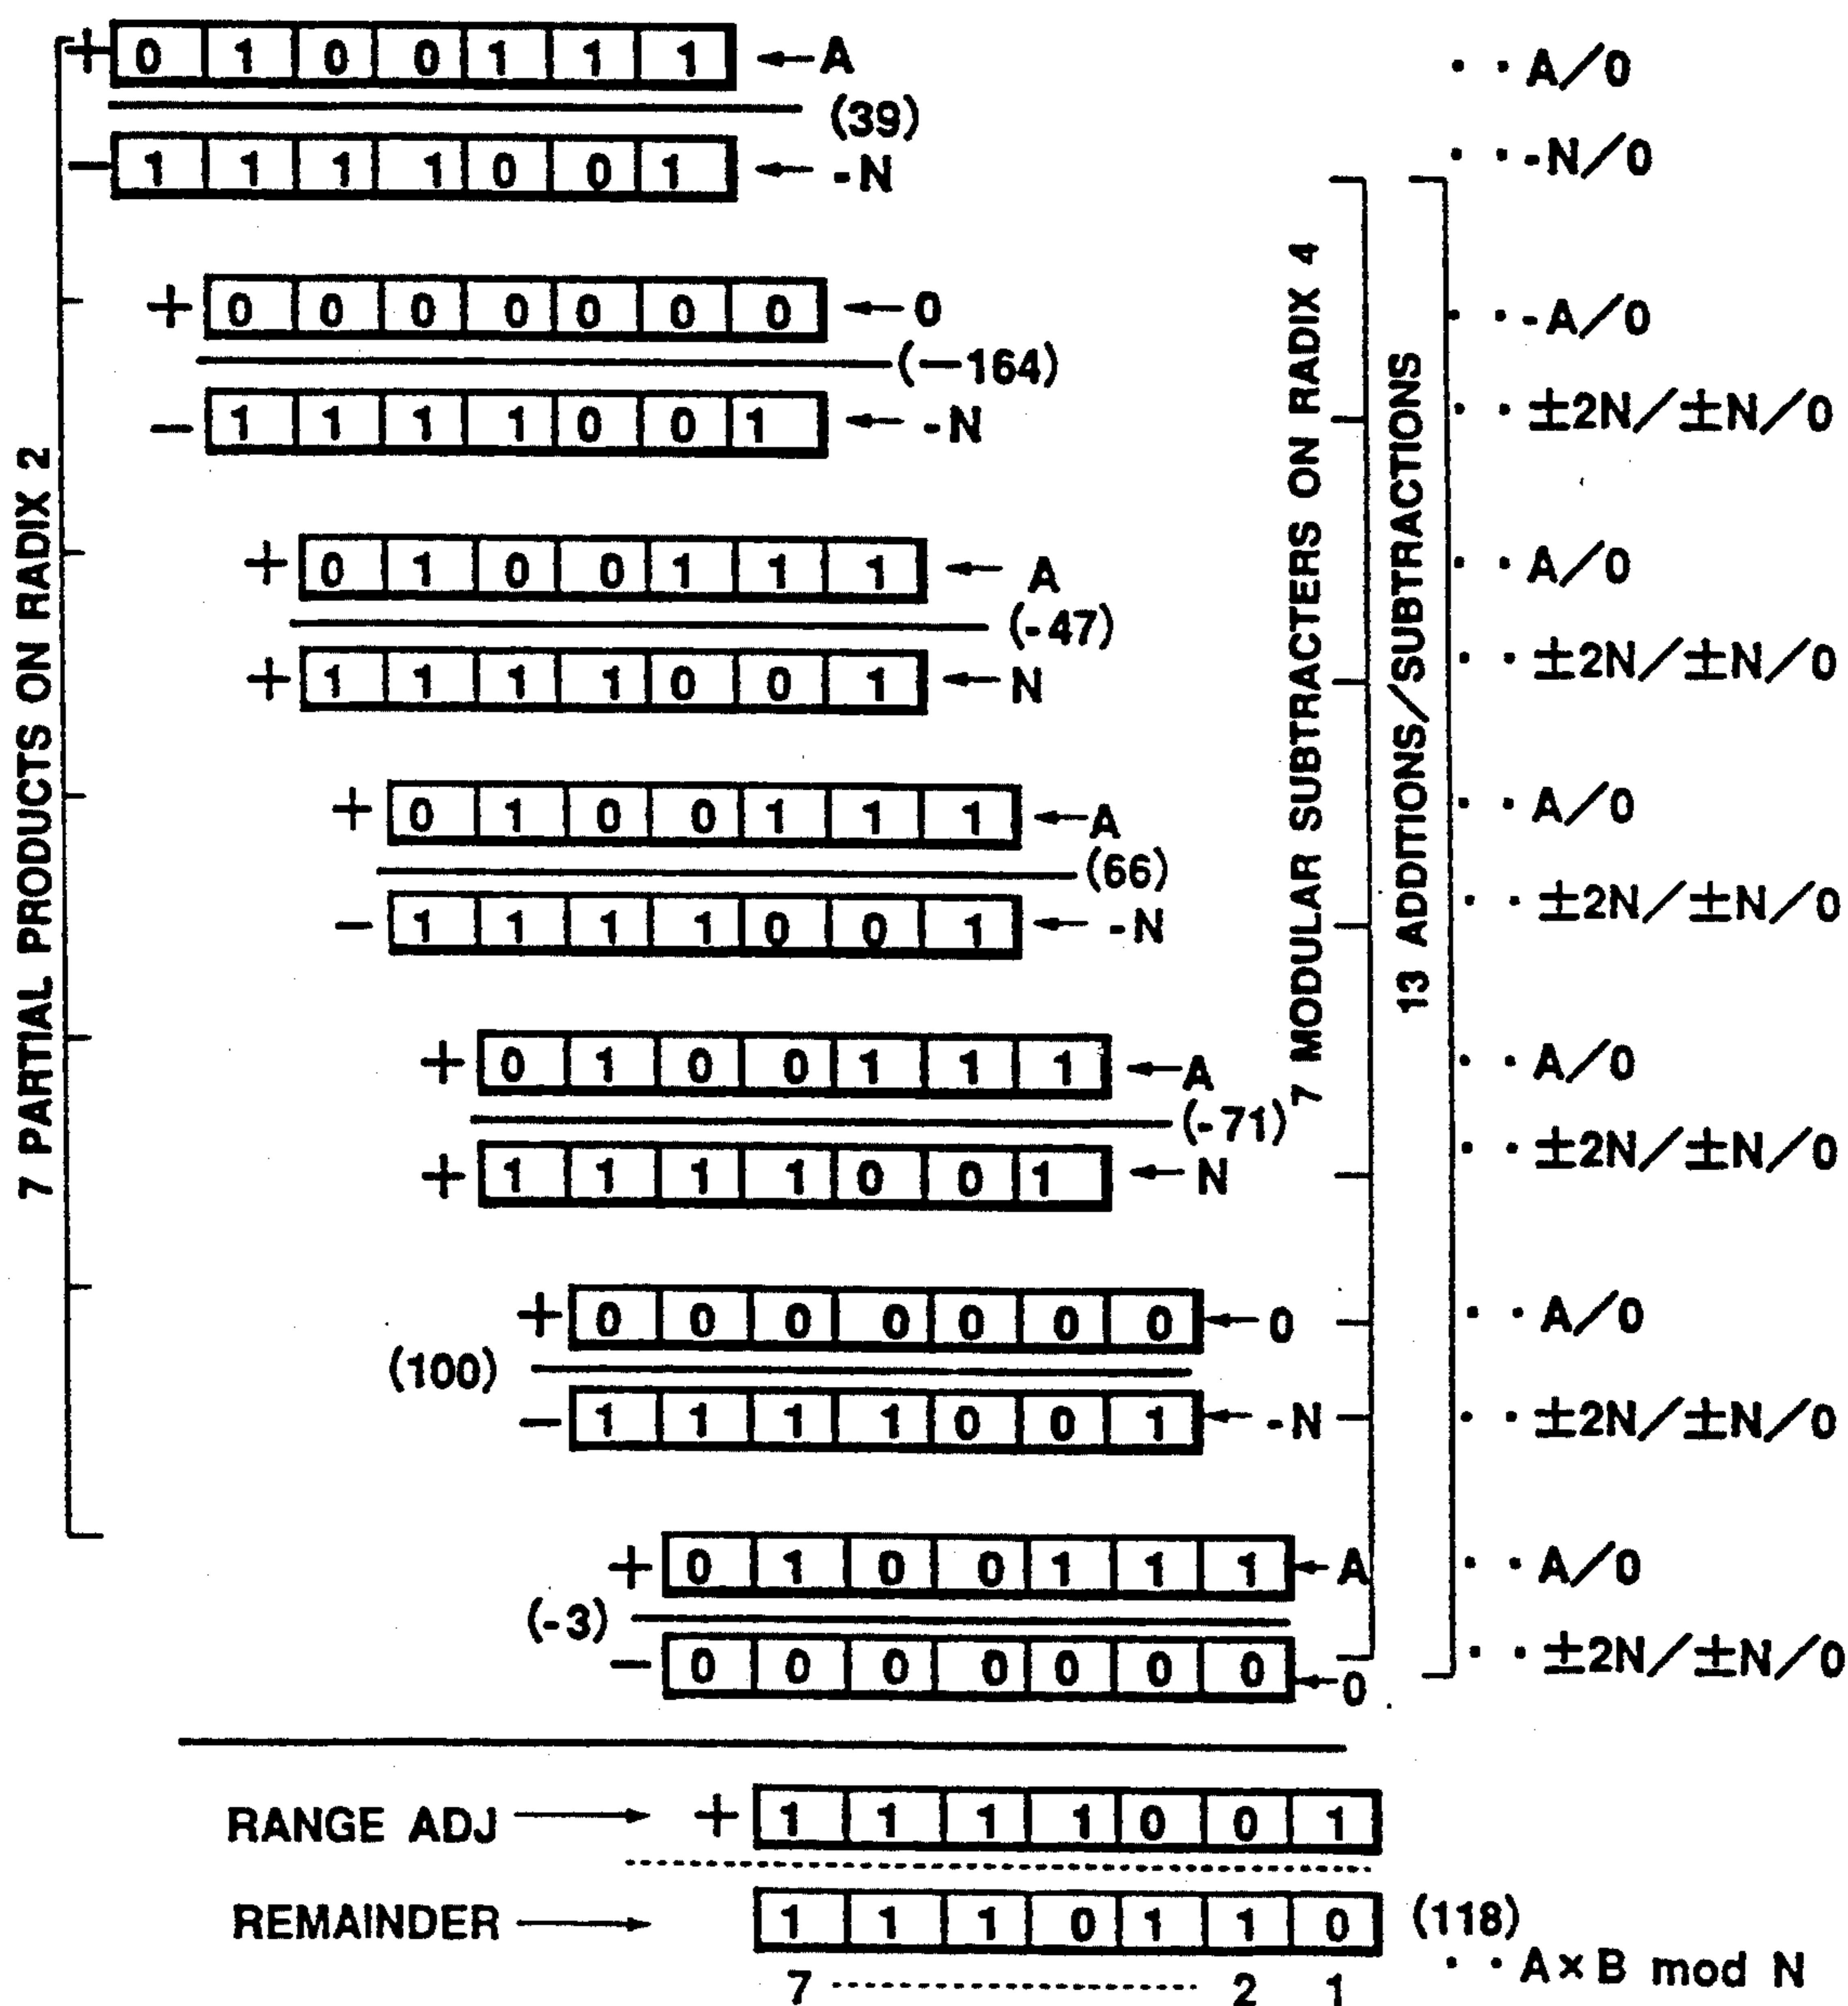 + 0 1 0 0 1 1 1 ← A · · A/0
(39)
− 1 1 1 1 0 0 1 ← -N · · -N/0
+ 0 0 0 0 0 0 0 ← 0 · · -A/0
(−164)
− 1 1 1 1 0 0 1 ← -N · · ±2N/±N/0
+ 0 1 0 0 1 1 1 ← A · · A/0
(-47)
+ 1 1 1 1 0 0 1 ← N · · ±2N/±N/0
+ 0 1 0 0 1 1 1 ← A · · A/0
(66)
− 1 1 1 1 0 0 1 ← -N · · ±2N/±N/0
+ 0 1 0 0 1 1 1 ← A · · A/0
(-71)
+ 1 1 1 1 0 0 1 ← N · · ±2N/±N/0
+ 0 0 0 0 0 0 0 ← 0 · · A/0
(100)
− 1 1 1 1 0 0 1 ← -N · · ±2N/±N/0
+ 0 1 0 0 1 1 1 ← A · · A/0
(-3)
− 0 0 0 0 0 0 0 ← 0 · · ±2N/±N/0
7 PARTIAL PRODUCTS ON RADIX 2
7 MODULAR SUBTRACTERS ON RADIX 4
13 ADDITIONS/SUBTRACTIONS
RANGE ADJ → + 1 1 1 1 0 0 1
REMAINDER → 1 1 1 0 1 1 0 (118)
· · A×B mod N
7 ------------ 2 1